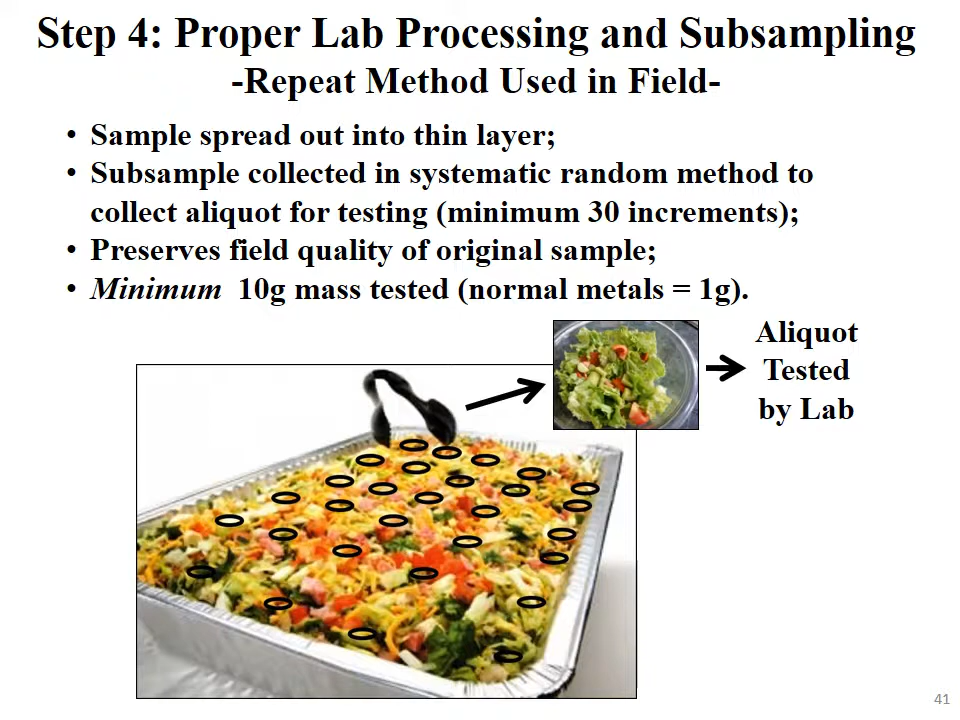 Step 4: Proper Lab Processing and Subsampling
-Repeat Method Used in Field-
• Sample spread out into thin layer;
• Subsample collected in systematic random method to
collect aliquot for testing (minimum 30 increments);
• Preserves field quality of original sample;
• Minimum 10g mass tested (normal metals = 1g).
Aliquot
Tested
by Lab
41